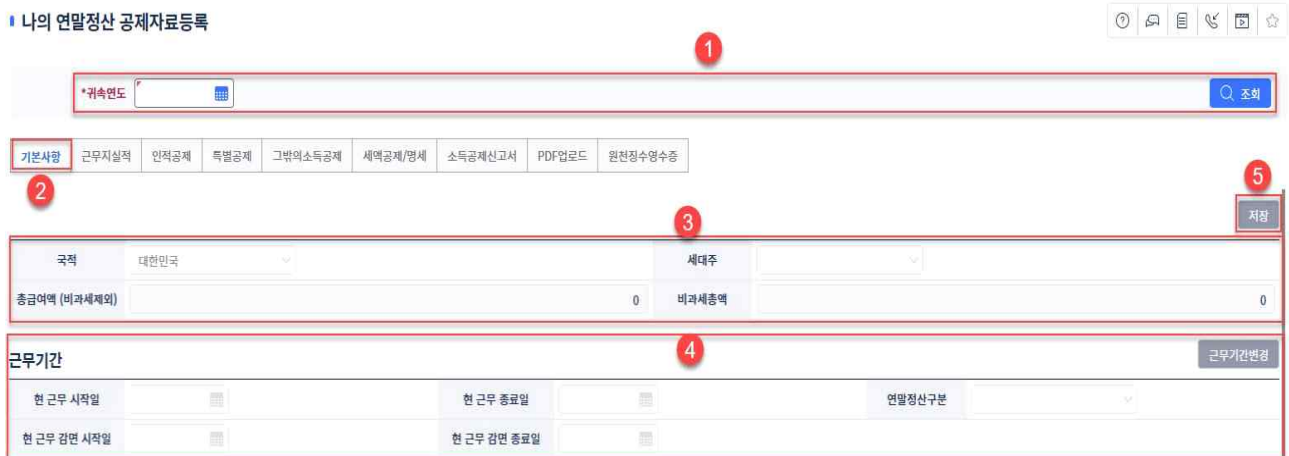 나의 연말정산 공제자료등록
1
*귀속연도
조회
기본사항 근무지실적 인적공제 특별공제 그밖의소득공제 세액공제/명세 소득공제신고서 PDF업로드 원천징수영수증
2
5
저장
3
국적 대한민국 세대주
총급여액 (비과세제외) 0 비과세총액 0
4
근무기간 근무기간변경
현 근무 시작일 현 근무 종료일 연말정산구분
현 근무 감면 시작일 현 근무 감면 종료일